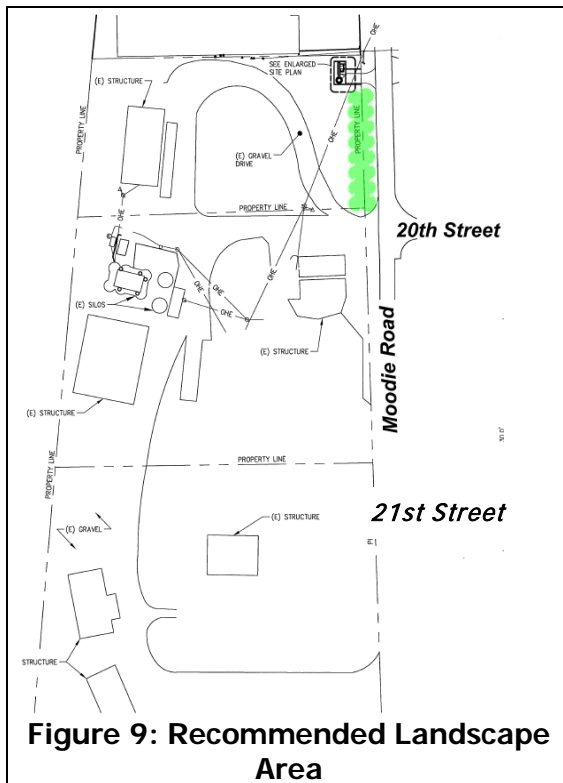 OHE
SEE ENLARGED
SITE PLAN
(E) STRUCTURE
PROPERTY LINE
OHE
PROPERTY LINE
(E) GRAVEL
DRIVE
OHE
PROPERTY LINE
20th Street
OHE
OHE
OHE
(E) SILOS
OHE
(E) STRUCTURE
Moodie Road
(E) STRUCTURE
PROPERTY LINE
PROPERTY LINE
21st Street
(E) STRUCTURE
(E) GRAVEL
STRUCTURE
Figure 9: Recommended Landscape
Area